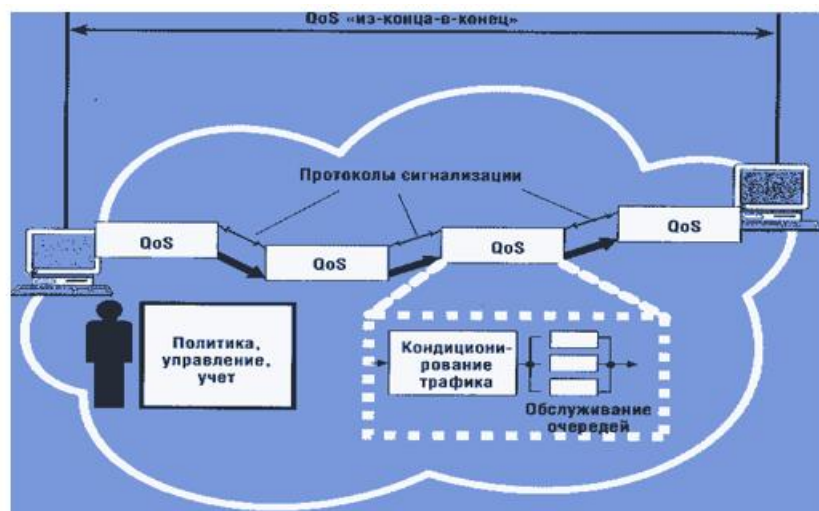 QoS «из-конца-в-конец»
Протоколы сигнализации
QoS
QoS
QoS
QoS
Политика,
управление,
учет
Кондициони-
рование
трафика
Обслуживание
очередей